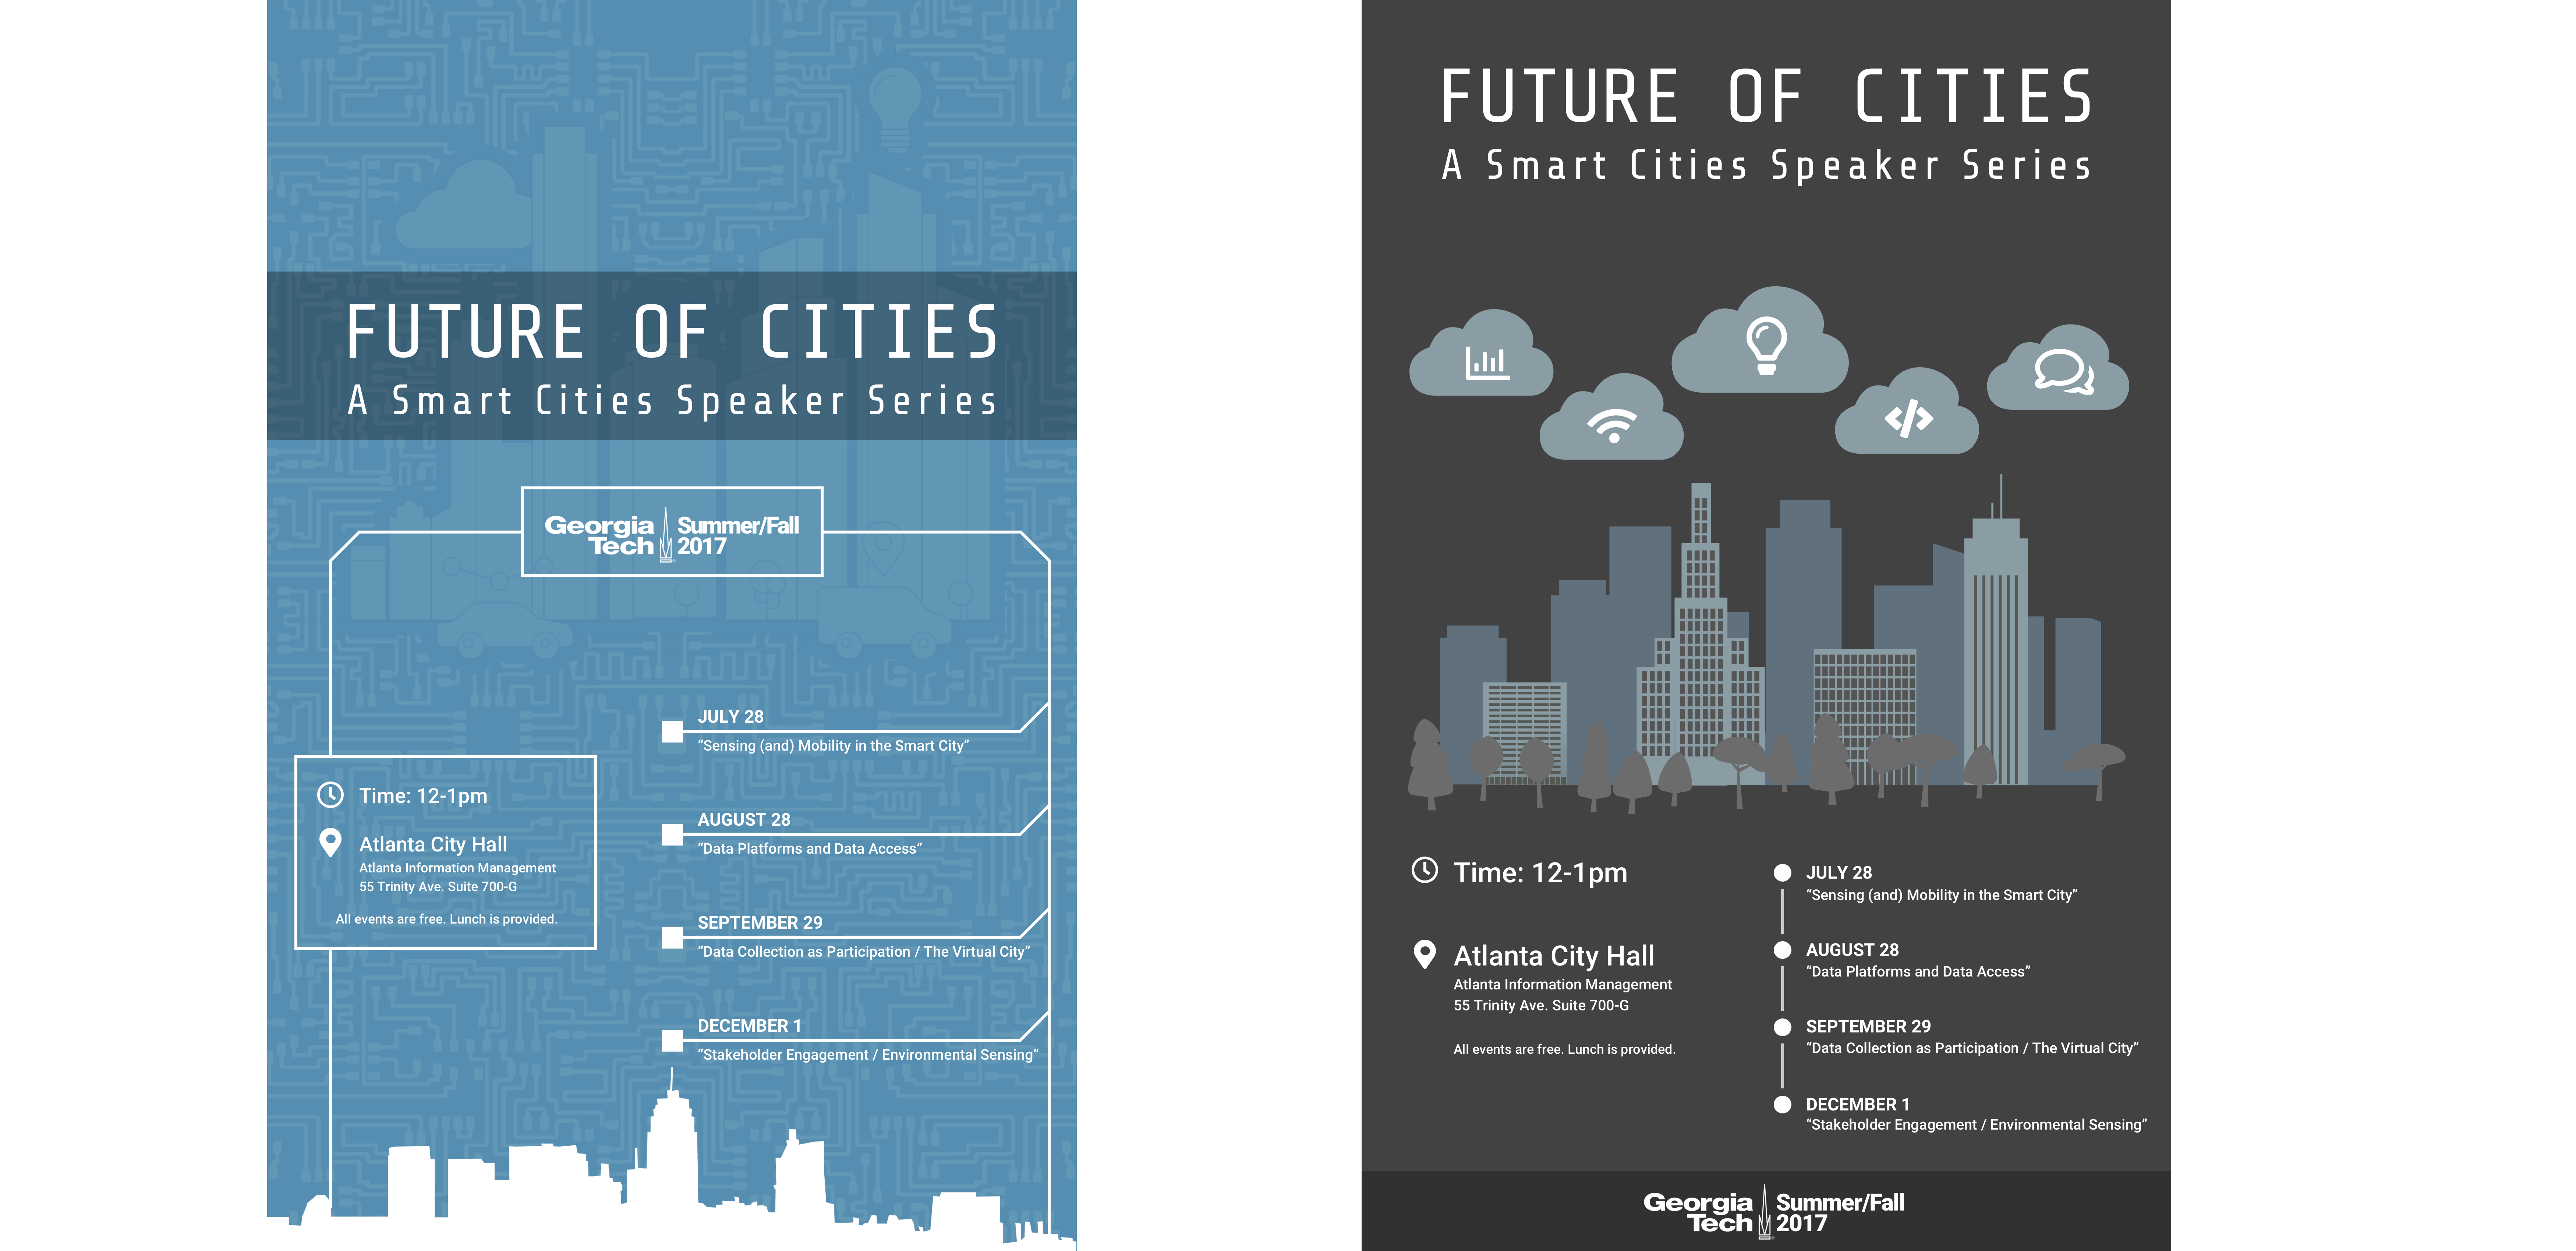 FUTURE OF CITIES
A Smart Cities Speaker Series
Georgia Tech
Summer/Fall 2017
JULY 28
“Sensing (and) Mobility in the Smart City”
AUGUST 28
“Data Platforms and Data Access”
SEPTEMBER 29
“Data Collection as Participation / The Virtual City”
DECEMBER 1
“Stakeholder Engagement / Environmental Sensing”
Time: 12-1pm
Atlanta City Hall
Atlanta Information Management
55 Trinity Ave. Suite 700-G
All events are free. Lunch is provided.
FUTURE OF CITIES
A Smart Cities Speaker Series
Time: 12-1pm
Atlanta City Hall
Atlanta Information Management
55 Trinity Ave. Suite 700-G
All events are free. Lunch is provided.
JULY 28
“Sensing (and) Mobility in the Smart City”
AUGUST 28
“Data Platforms and Data Access”
SEPTEMBER 29
“Data Collection as Participation / The Virtual City”
DECEMBER 1
“Stakeholder Engagement / Environmental Sensing”
Georgia Tech
Summer/Fall 2017